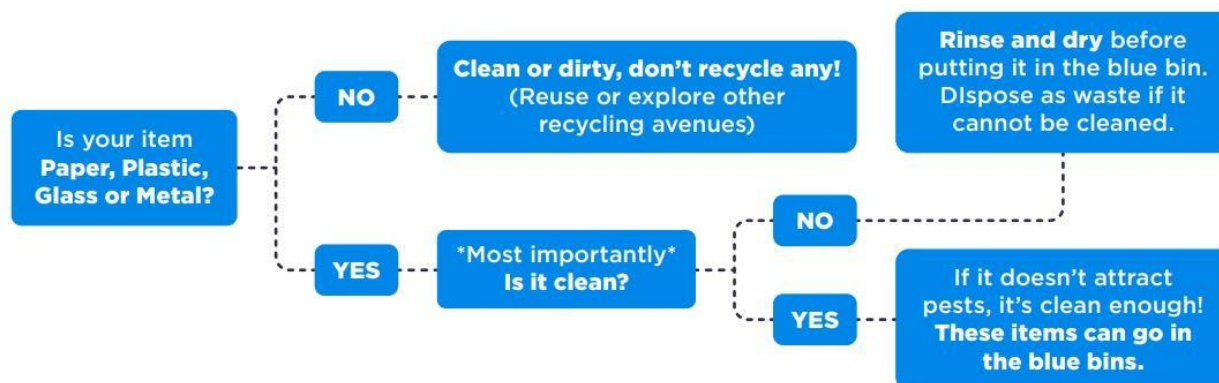 Is your item
Paper, Plastic,
Glass or Metal?
NO
Clean or dirty, don't recycle any!
(Reuse or explore other
recycling avenues)
YES
*Most importantly*
Is it clean?
NO
Rinse and dry before
putting it in the blue bin.
DIspose as waste if it
cannot be cleaned.
YES
If it doesn't attract
pests, it's clean enough!
These items can go in
the blue bins.